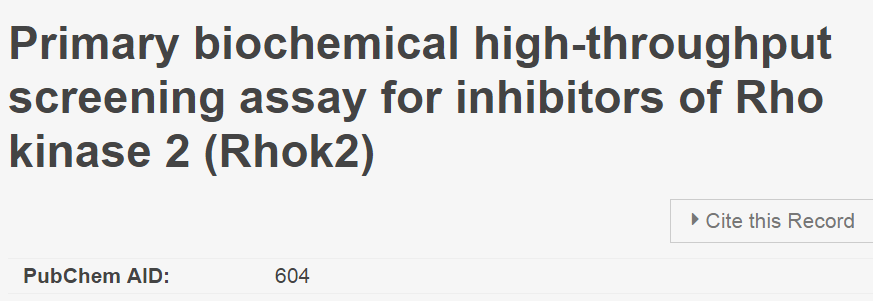 Primary biochemical high-throughput
screening assay for inhibitors of Rho
kinase 2 (Rhok2)
Cite this Record
PubChem AID: 604